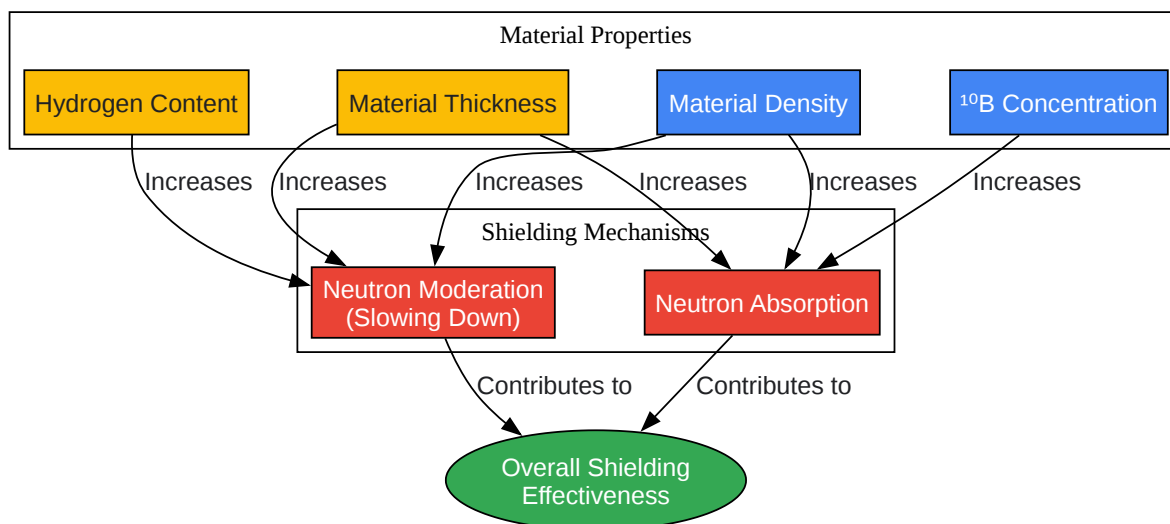 Material Properties
Hydrogen Content
Material Thickness
Material Density
¹⁰B Concentration
Increases
Increases
Increases
Increases
Increases
Increases
Shielding Mechanisms
Neutron Moderation
(Slowing Down)
Neutron Absorption
Contributes to
Contributes to
Overall Shielding
Effectiveness